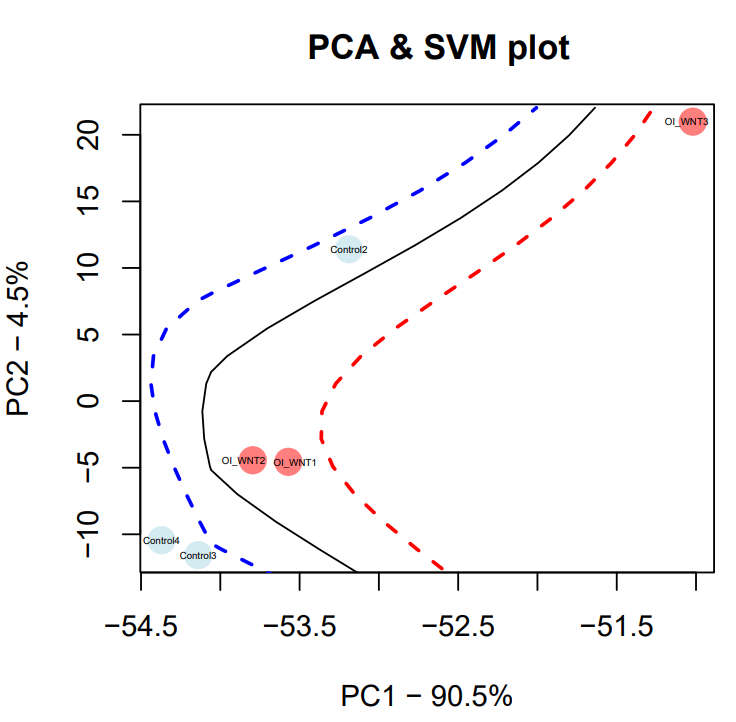 PCA & SVM plot
PC2 − 4.5%
20
15
10
5
0
−5
−10
OI_WNT3
Control2
OI_WNT2
OI_WNT1
Control4
Control3
−54.5 −53.5 −52.5 −51.5
PC1 − 90.5%